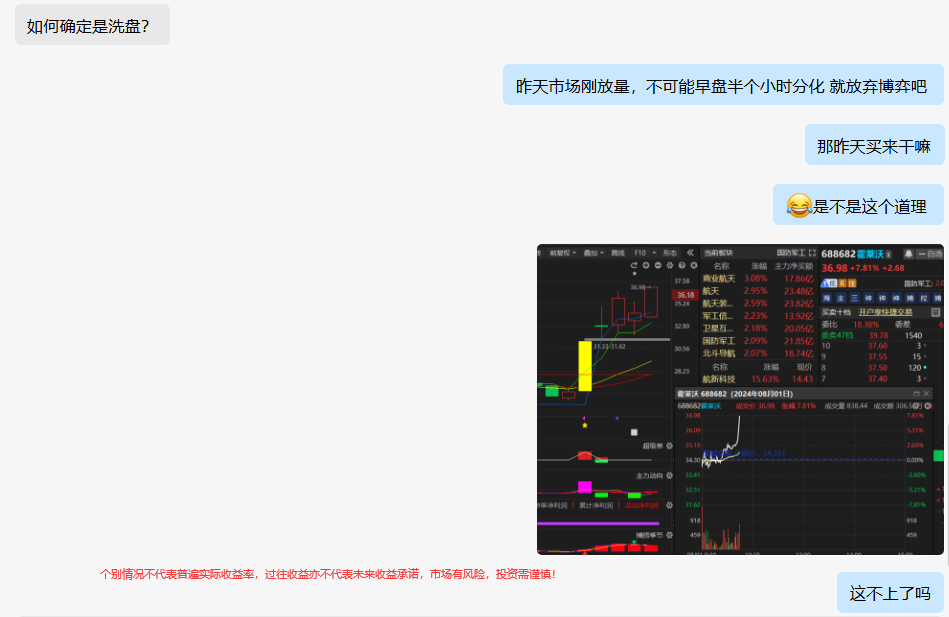 如何确定是洗盘？
昨天市场刚放量，不可能早盘半个小时分化 就放弃博弈吧
那昨天买来干嘛
😂是不是这个道理
前复权 叠加 画线 F10 形态
当前板块 国防军工
688682 霍莱沃
36.98 +7.81% +2.68
名称 涨幅 主力净买额
商业航天 3.08% 17.86亿
航天 2.95% 23.48亿
航天装... 2.59% 23.82亿
军工信... 2.23% 13.92亿
卫星互... 2.18% 20.05亿
国防军工 2.09% 21.85亿
北斗导航 2.07% 18.74亿
名称 涨幅 现价
航新科技 15.63% 14.43
国防军工:
买卖十档 开户享快捷交易
委比 18.38% 委差
委卖47档 39.78 1540
10 37.60 3
9 37.55 15
8 37.50 120
7 37.40 3
36.98
37.58
36.18
35.24
32.90
30.56
28.23
31.33-31.62
超级单
主力动向
累计净利润
捕捞季节
霍莱沃 688682 (2024年08月01日)
688682霍莱沃 成交价 36.98 涨幅 7.81% 成交量 838.44 成交额
36.98 7.81%
36.09 5.21%
35.19 2.60%
34.30 0.00%
33.41 -2.60%
32.51 -5.21%
31.62 -7.81%
918 918
459 459
个别情况不代表普遍实际收益率，过往收益亦不代表未来收益承诺，市场有风险，投资需谨慎！
这不上了吗